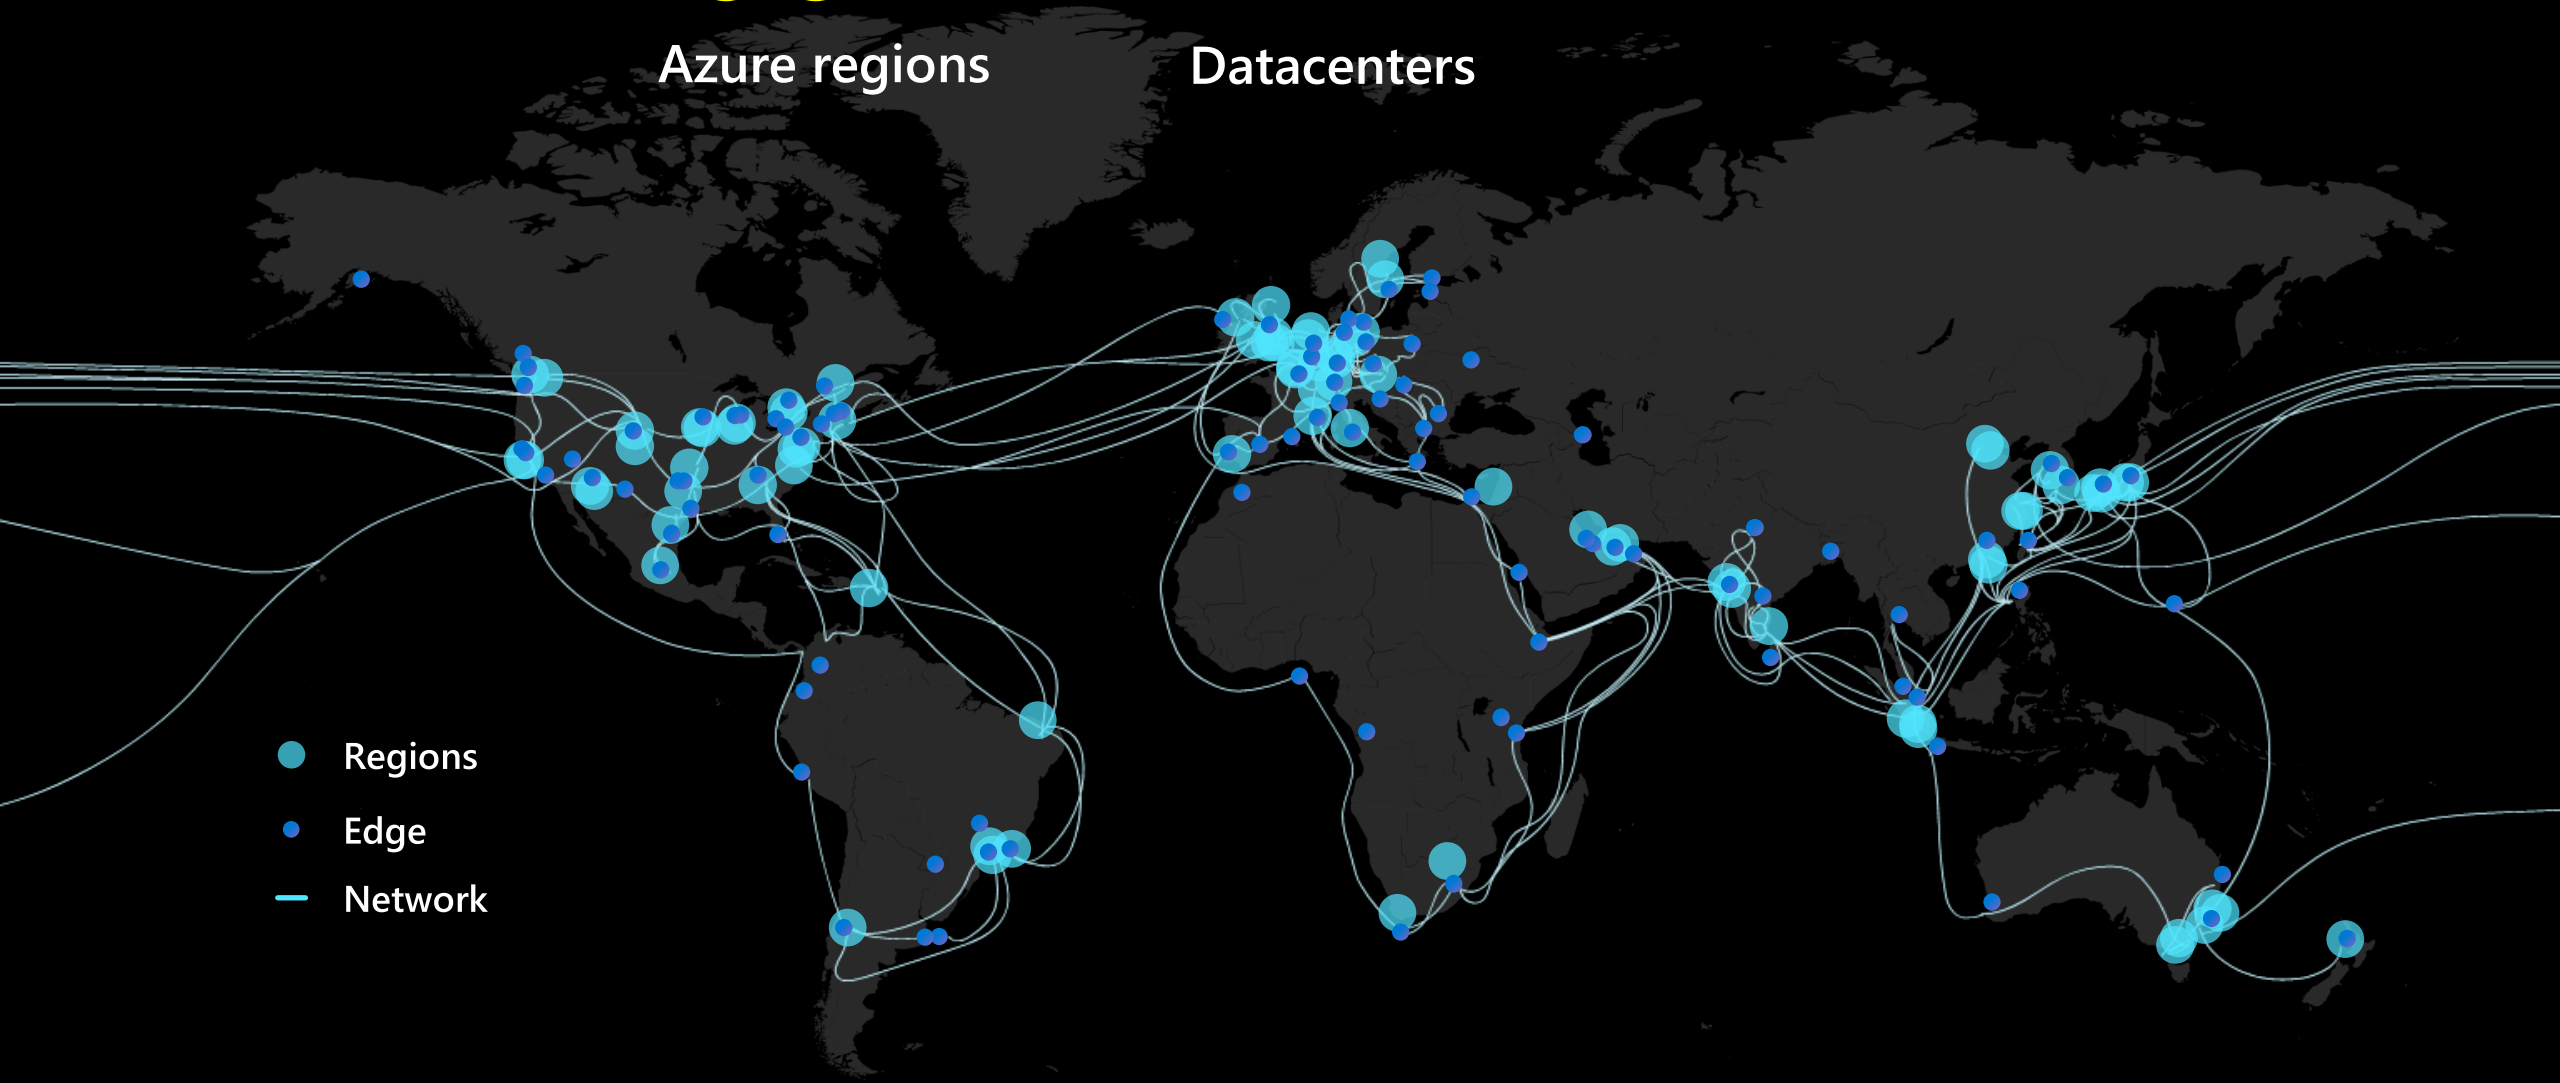 Azure regions
Datacenters
Regions
Edge
Network